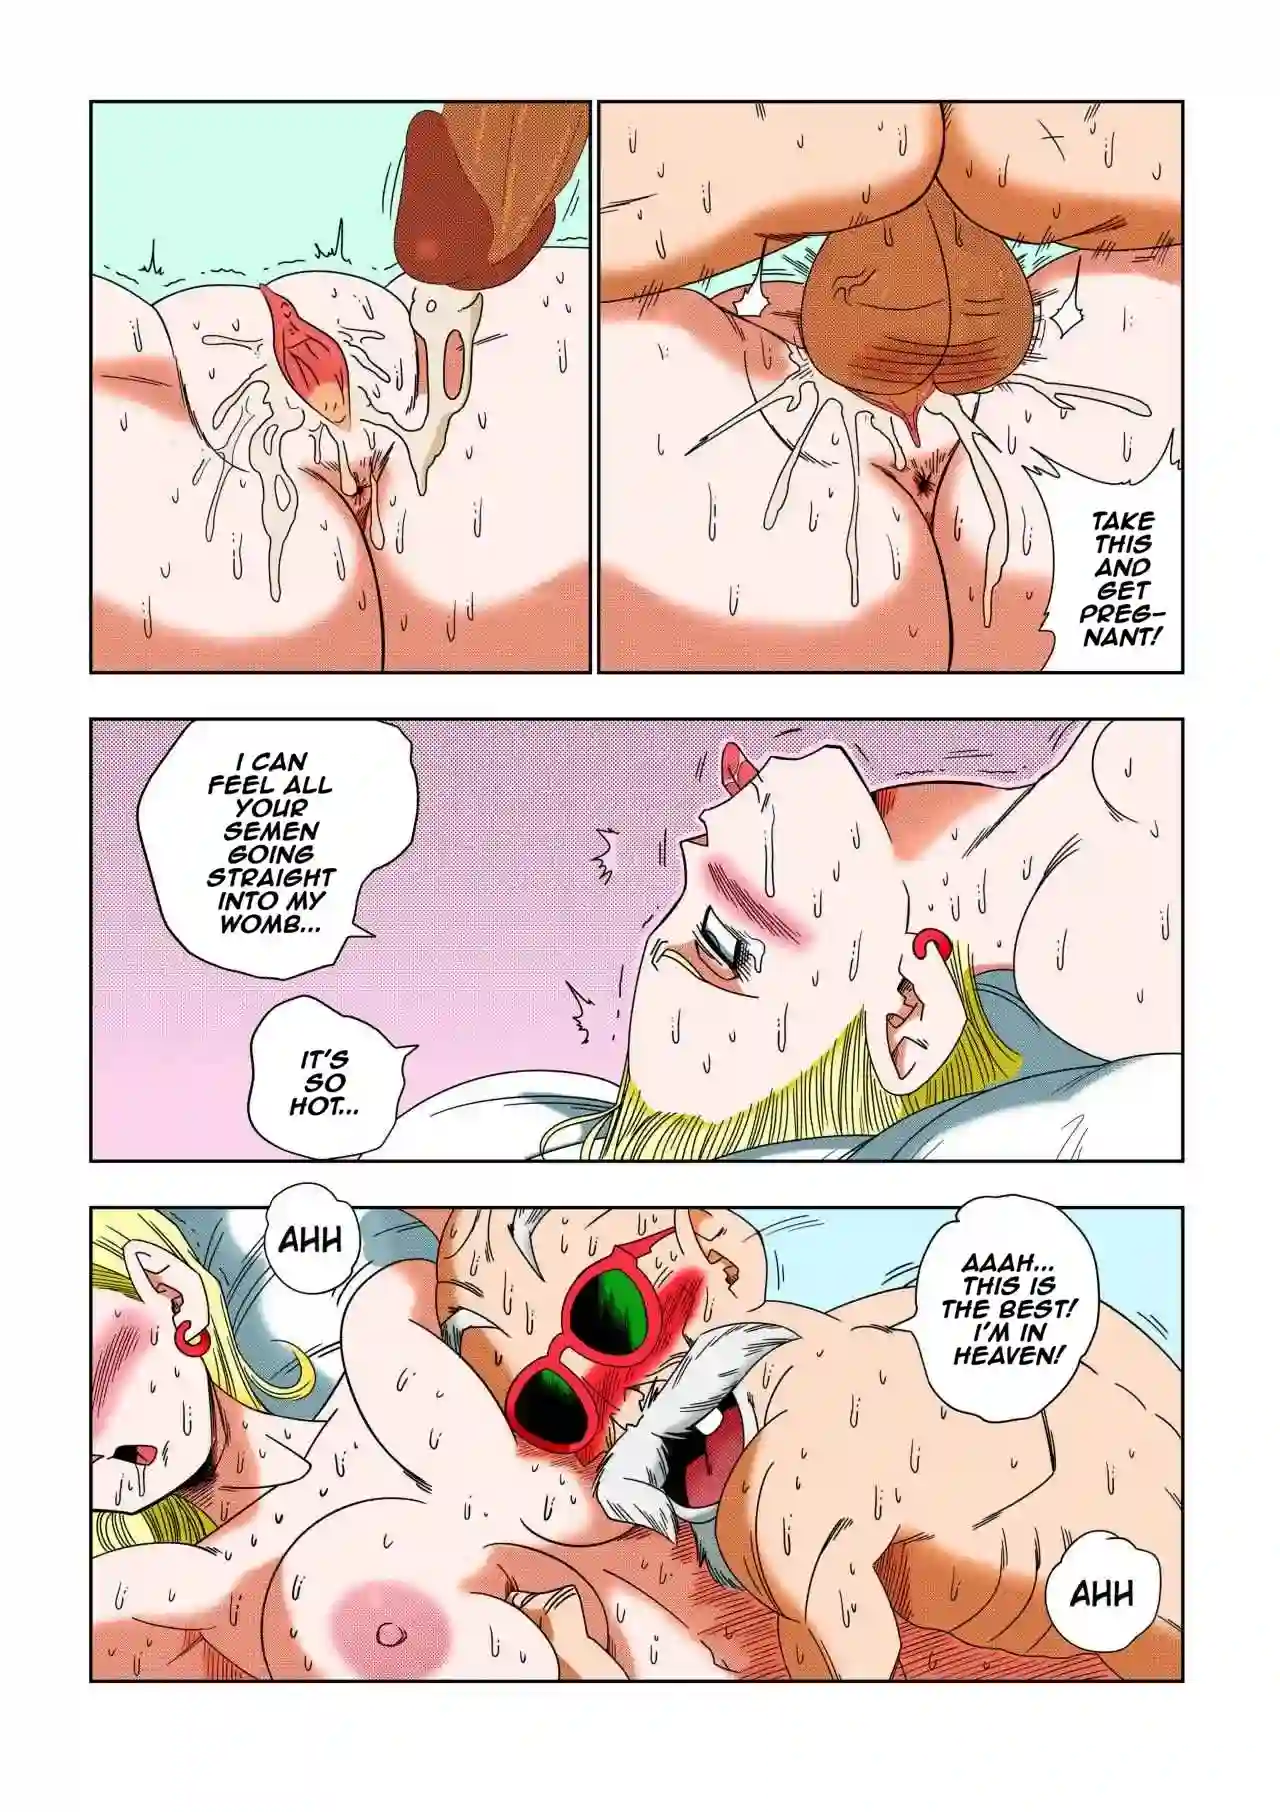 TAKE
THIS
AND
GET
PREG-
NANT!
I CAN
FEEL ALL
YOUR
SEMEN
GOING
STRAIGHT
INTO MY
WOMB...
IT'S
SO
HOT...
AHH
AAAH...
THIS IS
THE BEST!
I'M IN
HEAVEN!
AHH